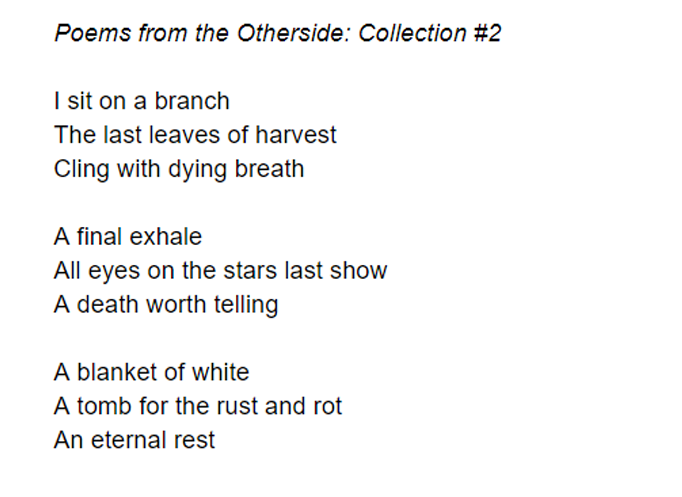 Poems from the Otherside: Collection #2
I sit on a branch
The last leaves of harvest
Cling with dying breath
A final exhale
All eyes on the stars last show
A death worth telling
A blanket of white
A tomb for the rust and rot
An eternal rest